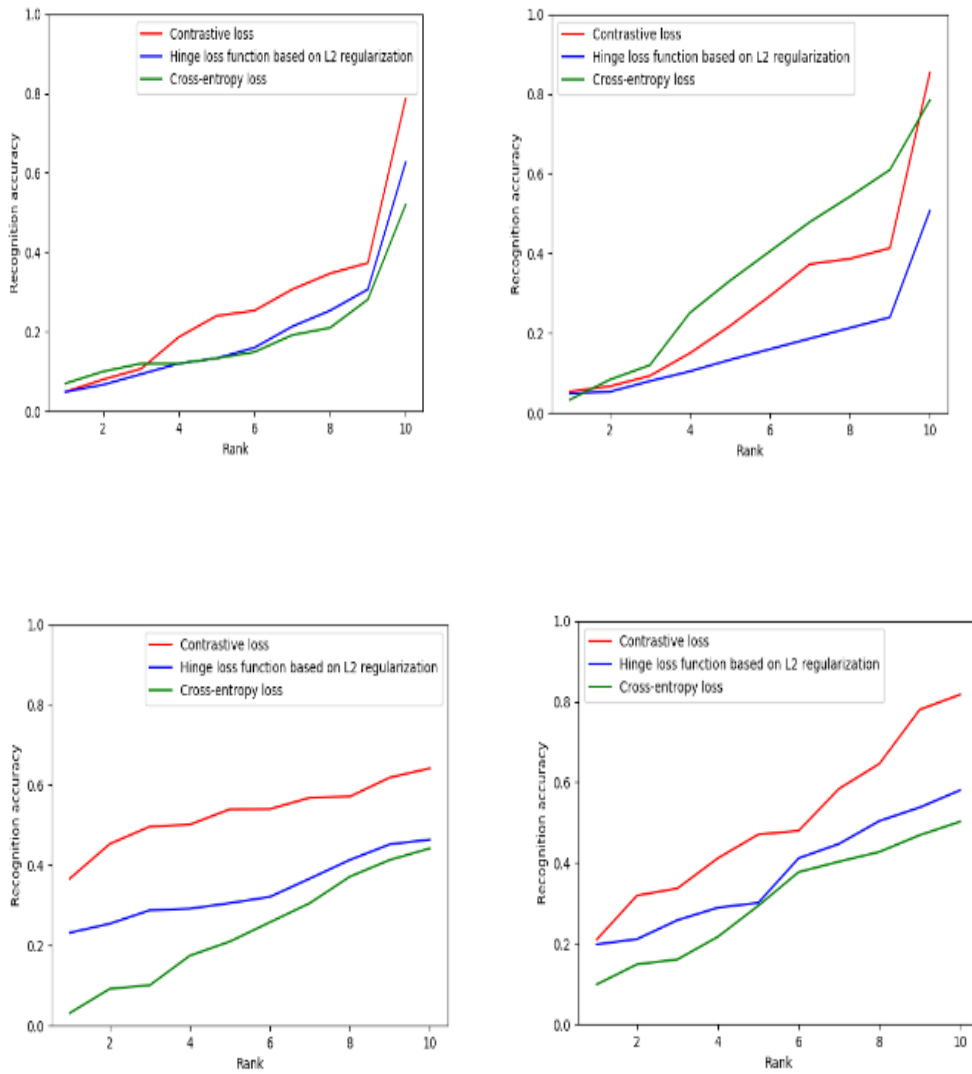 1.0
Contrastive loss
Hinge loss function based on L2 regularization
Cross-entropy loss
0.8
0.6
0.4
0.2
0.0
Recognition accuracy
2 4 6 8 10
Rank
1.0
Contrastive loss
Hinge loss function based on L2 regularization
Cross-entropy loss
0.8
0.6
0.4
0.2
0.0
Recognition accuracy
2 4 6 8 10
Rank
1.0
Contrastive loss
Hinge loss function based on L2 regularization
Cross-entropy loss
0.8
0.6
0.4
0.2
0.0
Recognition accuracy
2 4 6 8 10
Rank
1.0
Contrastive loss
Hinge loss function based on L2 regularization
Cross-entropy loss
0.8
0.6
0.4
0.2
0.0
Recognition accuracy
2 4 6 8 10
Rank